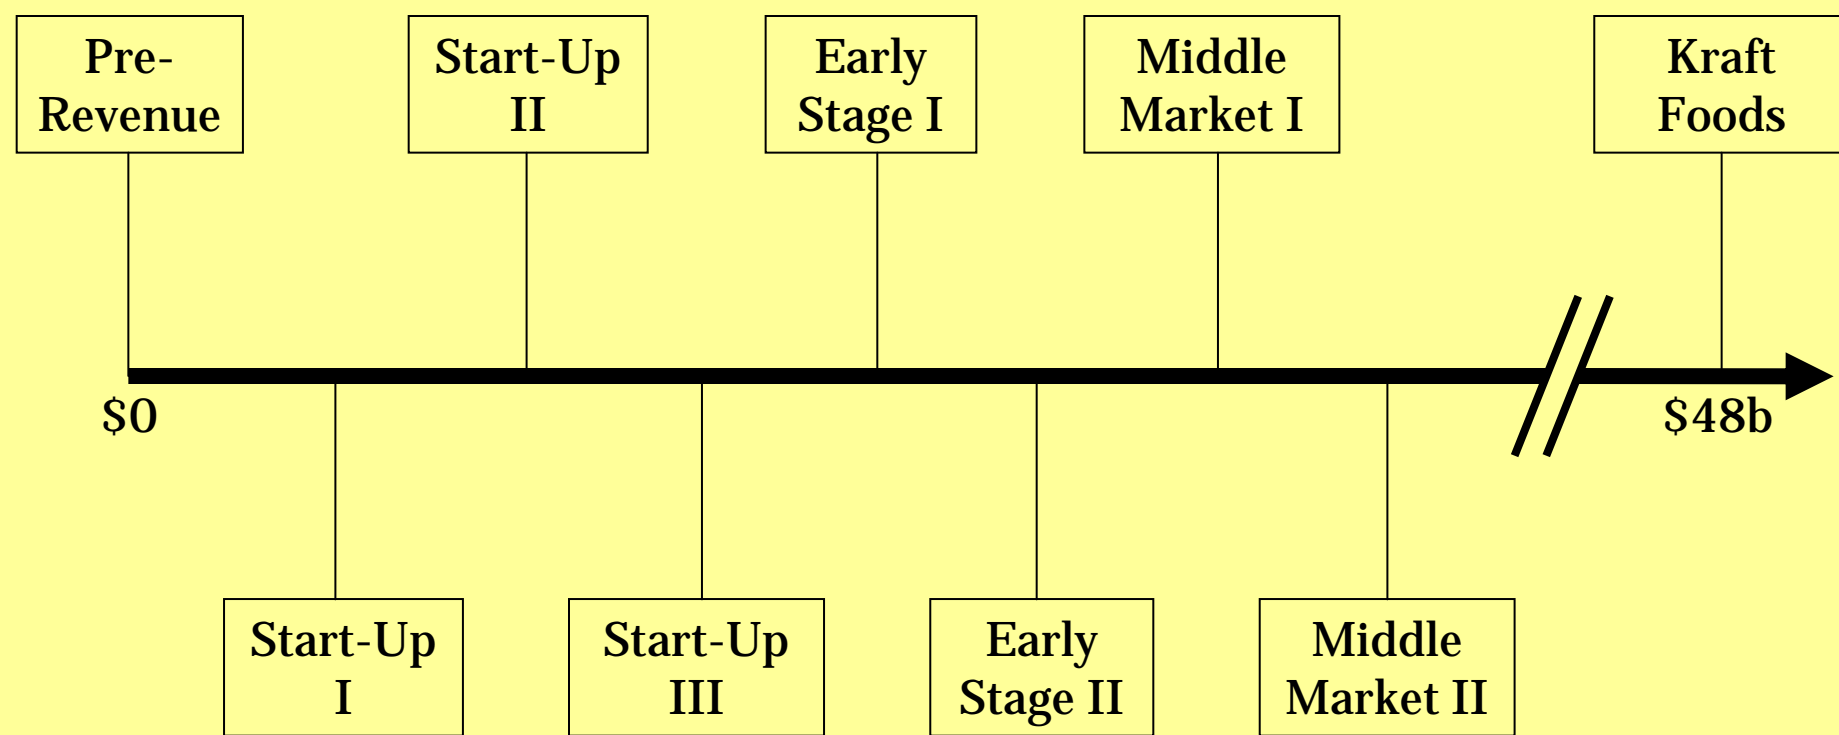 Pre-
Revenue
Start-Up
II
Early
Stage I
Middle
Market I
Kraft
Foods
$0
$48b
Start-Up
I
Start-Up
III
Early
Stage II
Middle
Market II